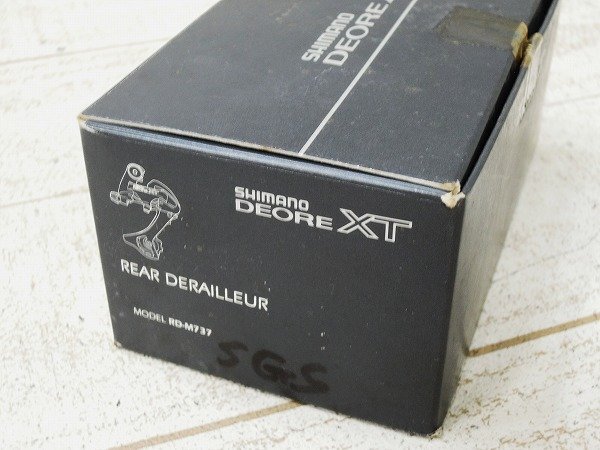 SHIMANO
DEORE
SHIMANO
DEORE XT
REAR DERAILLEUR
MODEL RD-M737
SGS